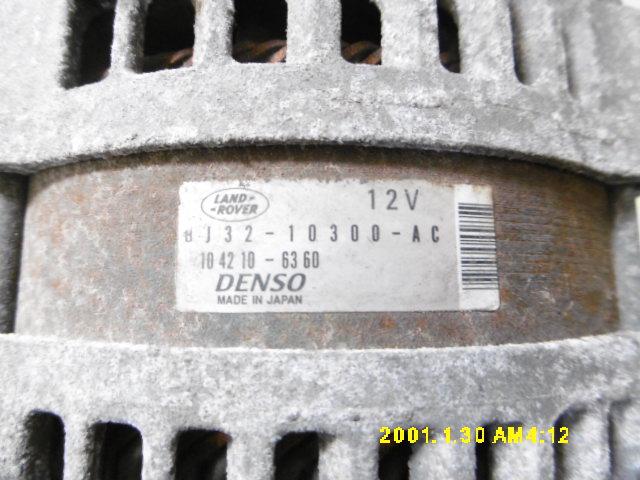 LAND-
-ROVER
12V
BJ32-10300-AC
104210-6360
DENSO
MADE IN JAPAN
2001.1.30 AM4:12